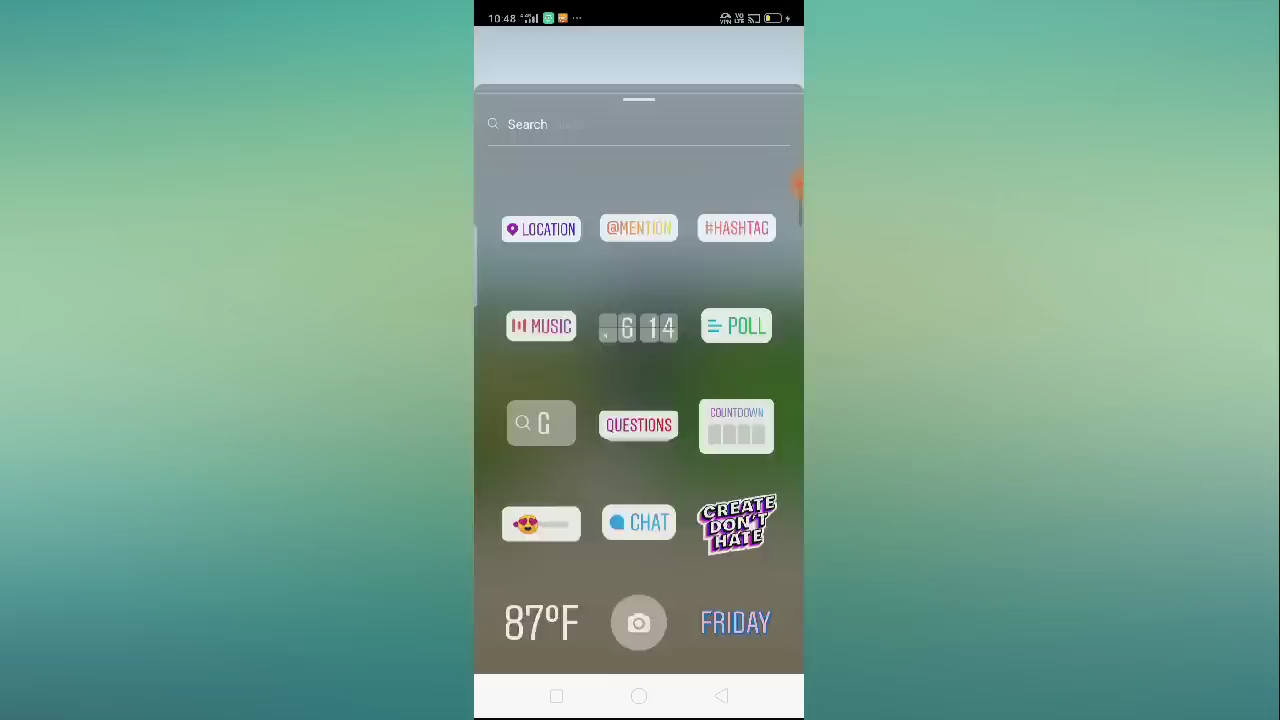 10:48
Search
LOCATION @MENTION #HASHTAG
MUSIC 6 14 POLL
G QUESTIONS COUNTDOWN
CHAT CREATE DON'T HATE
87°F FRIDAY